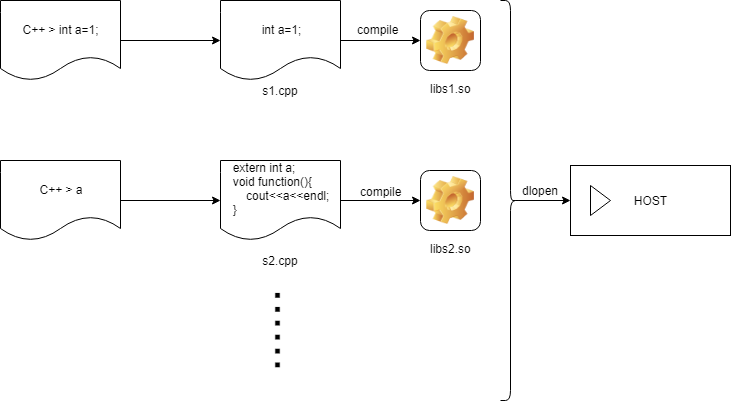 C++ > int a=1;
int a=1;
compile
s1.cpp
libs1.so
C++ > a
extern int a;
void function(){
cout<<a<<endl;
}
compile
s2.cpp
libs2.so
dlopen
HOST